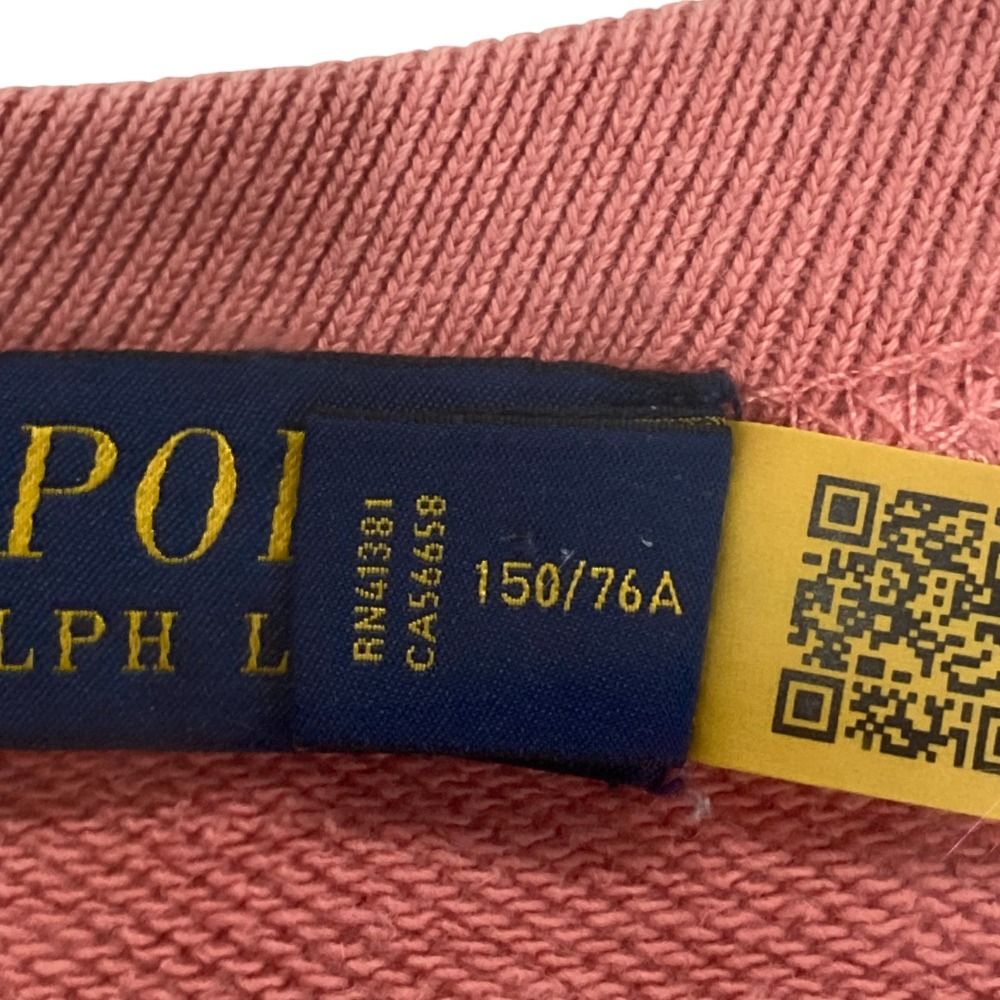 POL
LPH L
RN41381
CA56658
150/76A